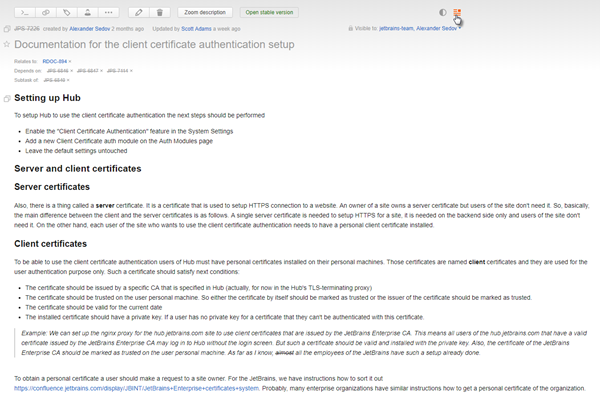 Zoom description Open stable version
JPS-7226 created by Alexander Sedov 2 months ago Updated by Scott Adams a month ago Visible to: jetbrains-team, Alexander Sedov
Documentation for the client certificate authentication setup
Relates to: RDOC-894
Depends on: JPS-6846 JPS-6847 JPS-7414
Subtask of: JPS-6849
Setting up Hub
To setup Hub to use the client certificate authentication the next steps should be performed
• Enable the "Client Certificate Authentication" feature in the System Settings
• Add a new Client Certificate auth module on the Auth Modules page
• Leave the default settings untouched
Server and client certificates
Server certificates
Also, there is a thing called a server certificate. It is a certificate that is used to setup HTTPS connection to a website. An owner of a site owns a server certificate but users of the site don't need it. So, basically,
the main difference between the client and the server certificates is as follows. A single server certificate is needed to setup HTTPS for a site, it is needed on the backend side only and users of the site don't
need it. On the other hand, each user of the site who wants to use the client certificate authentication needs to have a personal client certificate installed.
Client certificates
To be able to use the client certificate authentication users of Hub must have personal certificates installed on their personal machines. Those certificates are named client certificates and they are used for the
user authentication purpose only. Such a certificate should satisfy next conditions:
• The certificate should be issued by a specific CA that is specified in Hub (actually, for now in the Hub's TLS-terminating proxy)
• The certificate should be trusted on the user personal machine. So either the certificate by itself should be marked as trusted or the issuer of the certificate should be marked as trusted.
• The certificate should be valid for the current date
• The installed certificate should have a private key. If a user has no private key for a certificate that they can't be authenticated with this certificate.
Example: We can set up the nginx proxy for the hub.jetbrains.com site to use client certificates that are issued by the JetBrains Enterprise CA. This means all users of the hub.jetbrains.com that have a valid
certificate issued by the JetBrains Enterprise CA may log in to Hub without the login screen. But such a certificate should be valid and installed with the private key. Also, the certificate of the JetBrains
Enterprise CA should be marked as trusted on the user personal machine. As far as I know, almost all the employees of the JetBrains have such a setup already done.
To obtain a personal certificate a user should make a request to a site owner. For the JetBrains, we have instructions how to sort it out
https://confluence.jetbrains.com/display/JBINT/JetBrains+Enterprise+certificates+system. Probably, many enterprise organizations have similar instructions how to get a personal certificate of the organization.